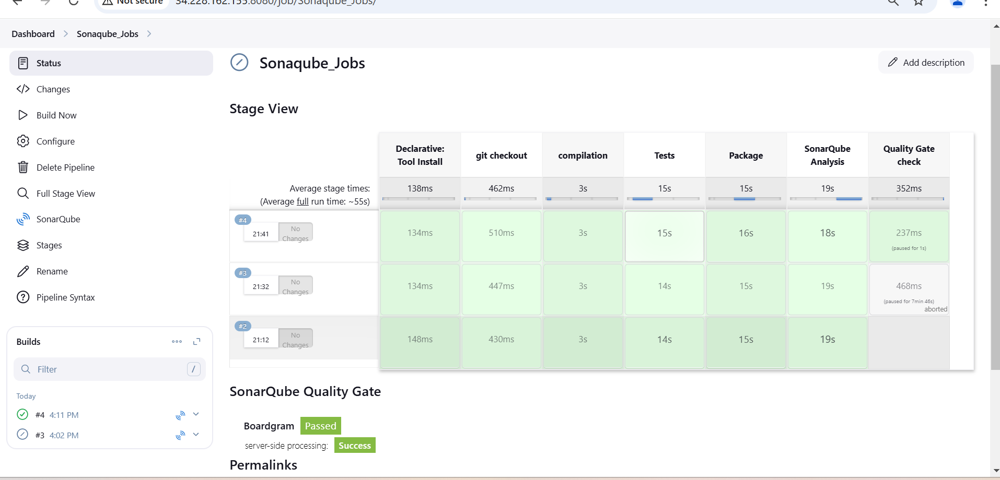 Not secure
34.228.162.155:8080/job/Sonaqube_Jobs/
Dashboard
Sonaqube_Jobs
Status
Changes
Build Now
Configure
Delete Pipeline
Full Stage View
SonarQube
Stages
Rename
Pipeline Syntax
Builds
Filter
/
Today
#4 4:11 PM
#3 4:02 PM
Sonaqube_Jobs
Add description
Stage View
Declarative:
Tool Install
git checkout
compilation
Tests
Package
SonarQube
Analysis
Quality Gate
check
Average stage times:
(Average full run time: ~55s)
138ms
462ms
3s
15s
15s
19s
352ms
#4
21:41
No
Changes
134ms
510ms
3s
15s
16s
18s
237ms
(paused for 1s)
#3
21:32
No
Changes
134ms
447ms
3s
14s
15s
19s
468ms
(paused for 7min 46s)
aborted
#2
21:12
No
Changes
148ms
430ms
3s
14s
15s
19s
SonarQube Quality Gate
Boardgram Passed
server-side processing: Success
Permalinks